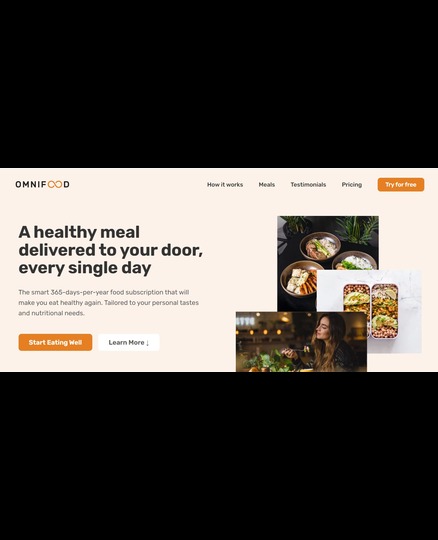 OMNIFOOD
How it works Meals Testimonials Pricing Try for free
A healthy meal
delivered to your door,
every single day
The smart 365-days-per-year food subscription that will
make you eat healthy again. Tailored to your personal tastes
and nutritional needs.
Start Eating Well Learn More ↓